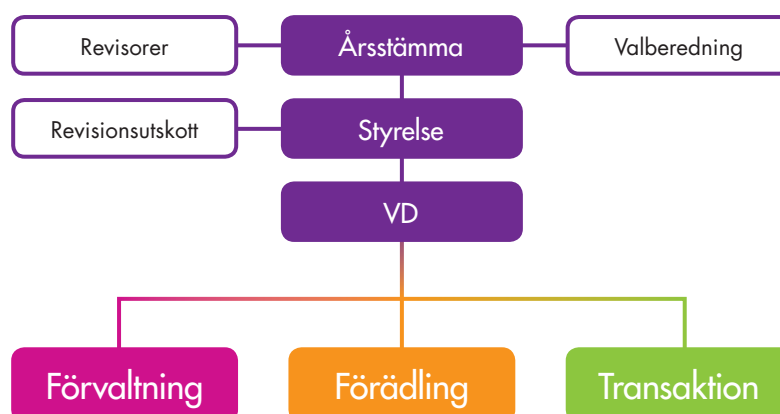 Revisorer
Årsstämma
Valberedning
Revisionsutskott
Styrelse
VD
Förvaltning
Förädling
Transaktion